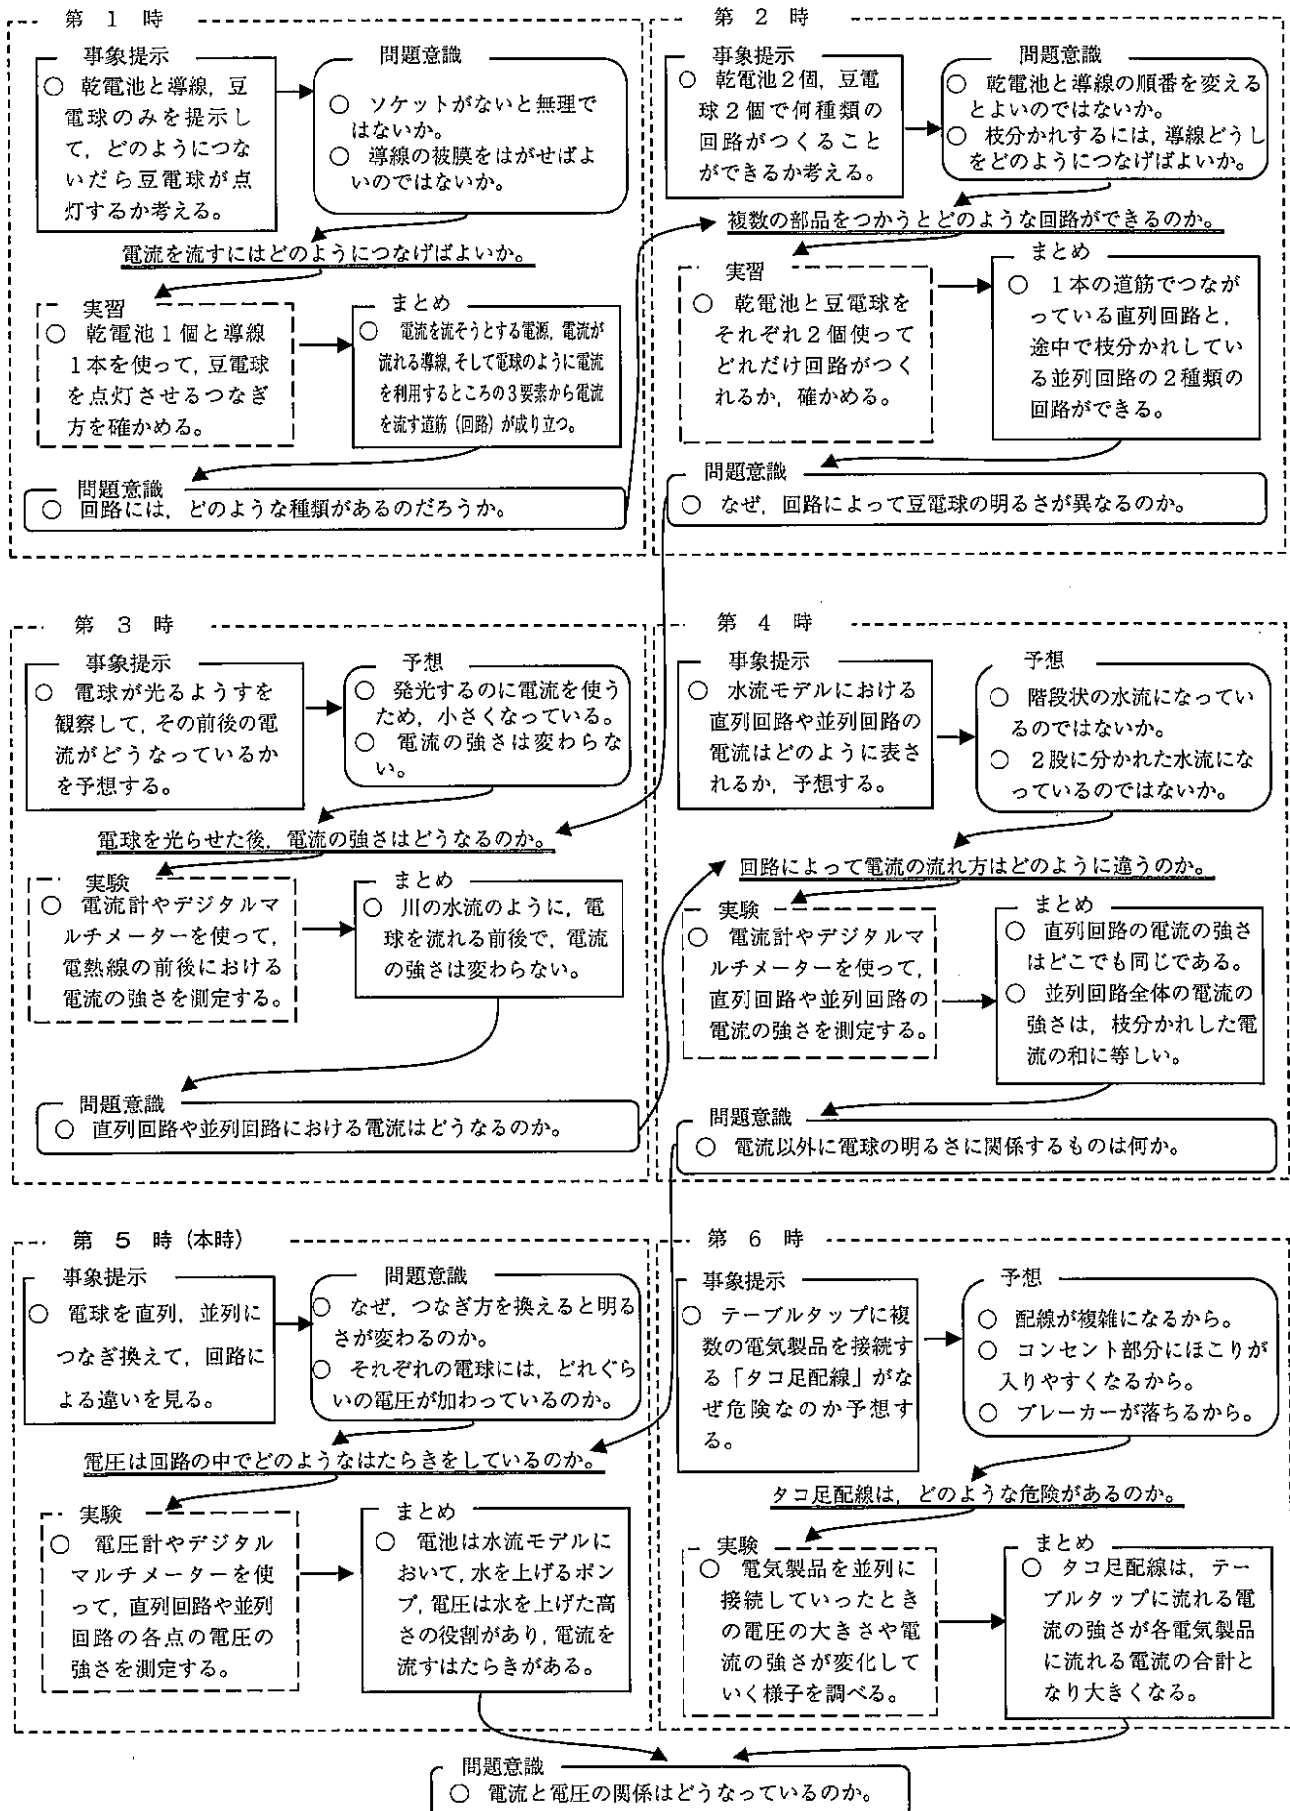 第 1 時
事象提示
○ 乾電池と導線，豆
電球のみを提示し
て，どのようにつな
いだら豆電球が点
灯するか考える。
問題意識
○ ソケットがないと無理で
はないか。
○ 導線の被膜をはがせばよ
いのではないか。
電流を流すにはどのようにつなげばよいか。
実習
○ 乾電池１個と導線
１本を使って，豆電球
を点灯させるつなぎ
方を確かめる。
まとめ
○ 電流を流そうとする電源，電流が
流れる導線，そして電球のように電流
を利用するところの３要素から電流
を流す道筋（回路）が成り立つ。
問題意識
○ 回路には，どのような種類があるのだろうか。
第 2 時
事象提示
○ 乾電池２個，豆電
球２個で何種類の
回路がつくること
ができるか考える。
問題意識
○ 乾電池と導線の順番を変える
とよいのではないか。
○ 枝分かれするには，導線どうし
をどのようにつなげばよいか。
複数の部品をつかうとどのような回路ができるのか。
実習
○ 乾電池と豆電球を
それぞれ２個使って
どれだけ回路がつく
れるか，確かめる。
まとめ
○ １本の道筋でつなが
っている直列回路と，
途中で枝分かれしてい
る並列回路の２種類の
回路ができる。
問題意識
○ なぜ，回路によって豆電球の明るさが異なるのか。
第 3 時
事象提示
○ 電球が光るようすを
観察して，その前後の電
流がどうなっているか
を予想する。
予想
○ 発光するのに電流を使う
ため，小さくなっている。
○ 電流の強さは変わらな
い。
電球を光らせた後，電流の強さはどうなるのか。
実験
○ 電流計やデジタルマ
ルチメーターを使って，
電熱線の前後における
電流の強さを測定する。
まとめ
○ 川の水流のように，電
球を流れる前後で，電流
の強さは変わらない。
問題意識
○ 直列回路や並列回路における電流はどうなるのか。
第 4 時
事象提示
○ 水流モデルにおける
直列回路や並列回路の
電流はどのように表さ
れるか，予想する。
予想
○ 階段状の水流になってい
るのではないか。
○ ２股に分かれた水流にな
っているのではないか。
回路によって電流の流れ方はどのように違うのか。
実験
○ 電流計やデジタルマ
ルチメーターを使って，
直列回路や並列回路の
電流の強さを測定する。
まとめ
○ 直列回路の電流の強さ
はどこでも同じである。
○ 並列回路全体の電流の
強さは，枝分かれした電
流の和に等しい。
問題意識
○ 電流以外に電球の明るさに関係するものは何か。
第 5 時（本時）
事象提示
○ 電球を直列，並列に
つなぎ換えて，回路に
よる違いを見る。
問題意識
○ なぜ，つなぎ方を換えると明る
さが変わるのか。
○ それぞれの電球には，どれぐら
いの電圧が加わっているのか。
電圧は回路の中でどのようなはたらきをしているのか。
実験
○ 電圧計やデジタル
マルチメーターを使
って，直列回路や並列
回路の各点の電圧の
強さを測定する。
まとめ
○ 電池は水流モデルに
おいて，水を上げるポン
プ，電圧は水を上げた高
さの役割があり，電流を
流すはたらきがある。
第 6 時
事象提示
○ テーブルタップに複
数の電気製品を接続す
る「タコ足配線」がな
ぜ危険なのか予想す
る。
予想
○ 配線が複雑になるから。
○ コンセント部分にほこりが
入りやすくなるから。
○ ブレーカーが落ちるから。
タコ足配線は，どのような危険があるのか。
実験
○ 電気製品を並列に
接続していったとき
の電圧の大きさや電
流の強さが変化して
いく様子を調べる。
まとめ
○ タコ足配線は，テー
ブルタップに流れる電
流の強さが各電気製品
に流れる電流の合計と
なり大きくなる。
問題意識
○ 電流と電圧の関係はどうなっているのか。